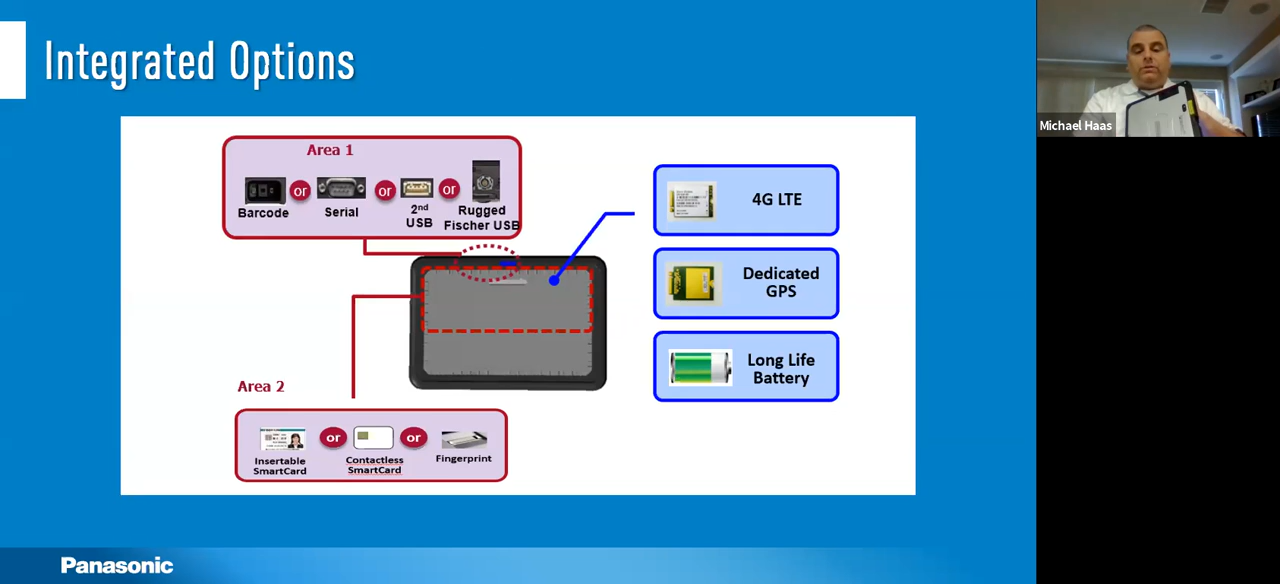 Integrated Options
Michael Haas
Area 1
or
or
or
Barcode
Serial
2nd
USB
Rugged
Fischer USB
4G LTE
Dedicated
GPS
Long Life
Battery
Area 2
or
or
Insertable
SmartCard
Contactless
SmartCard
Fingerprint
Panasonic